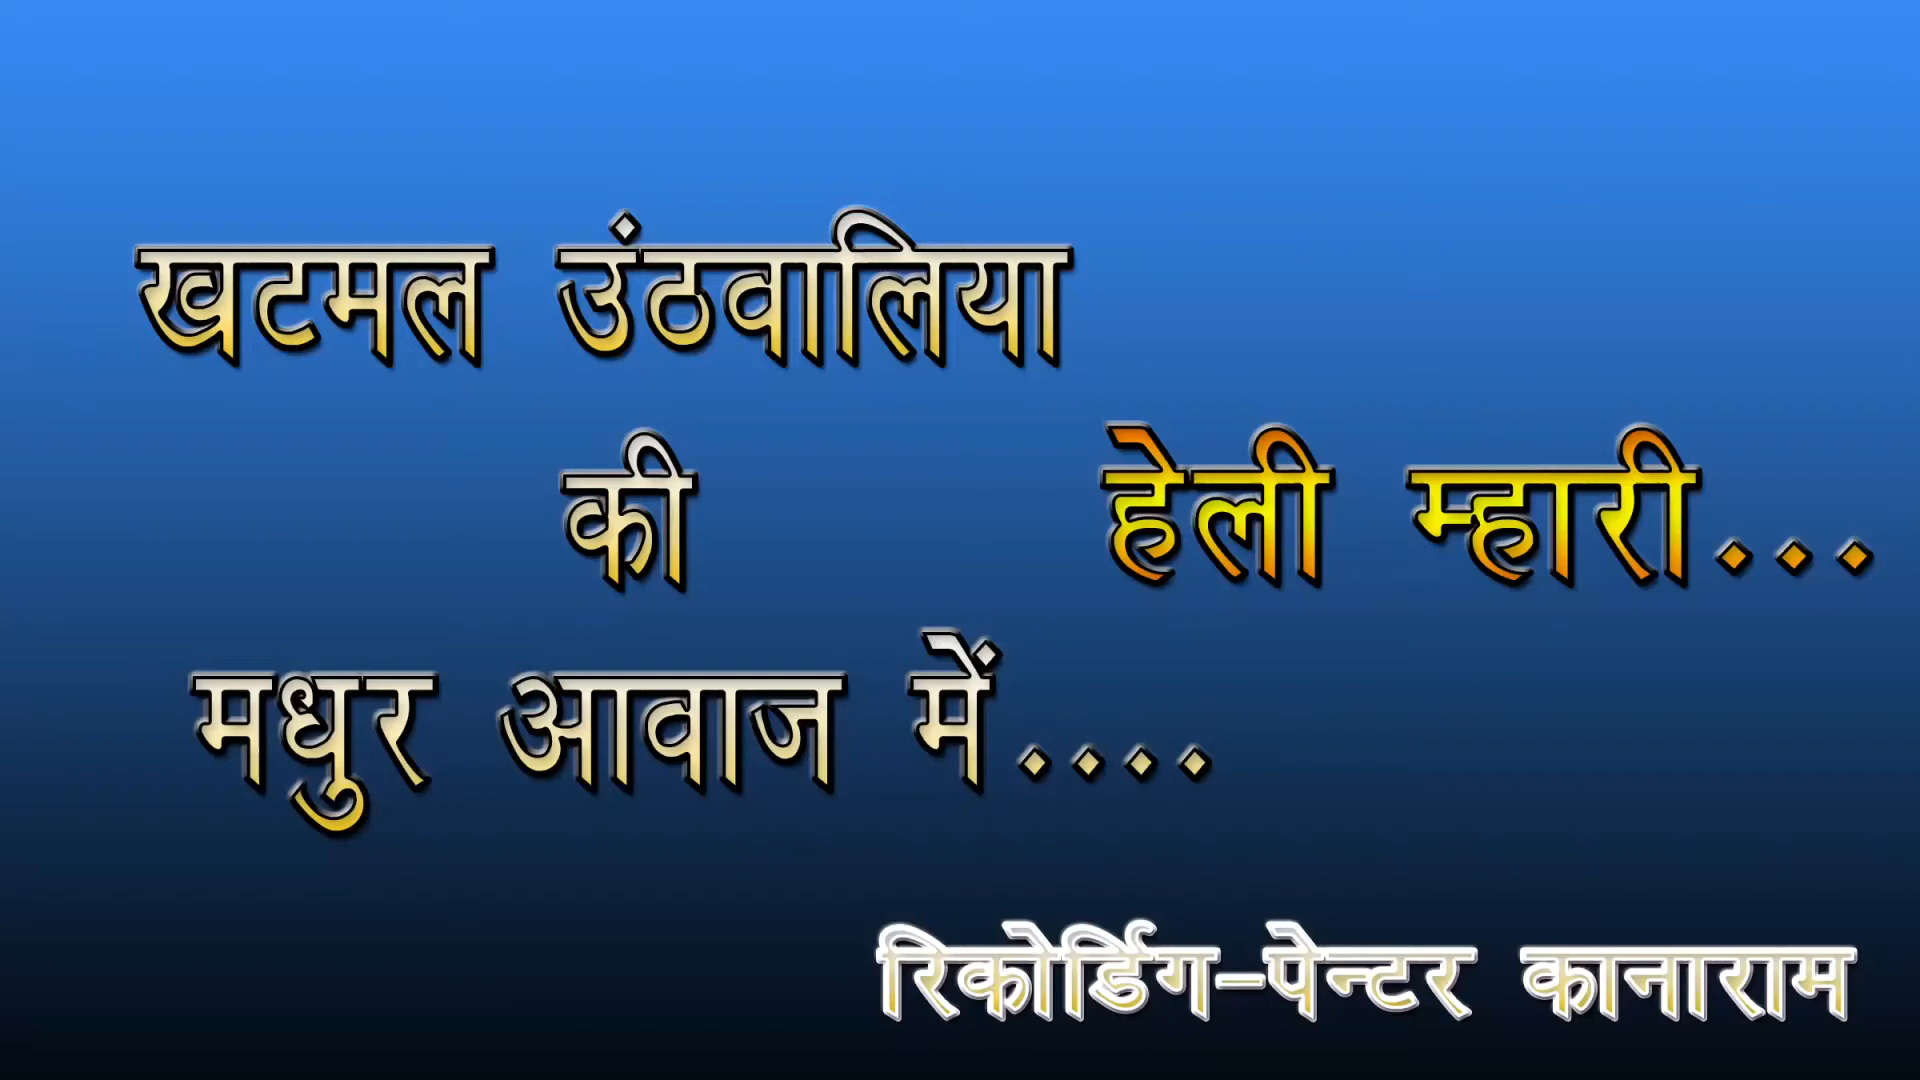 खटमल उंठवालिया
की
हेली म्हारी...
मधुर आवाज में....
रिकोर्डिग-पेन्टर कानाराम